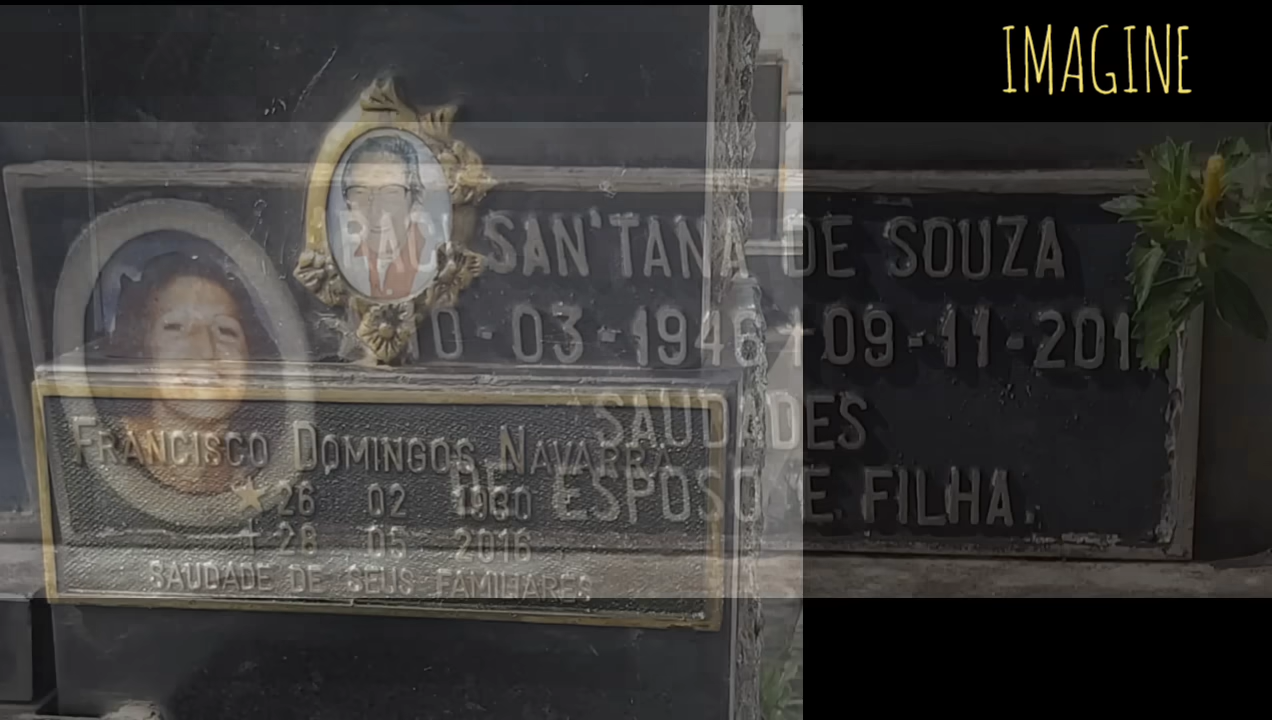 IMAGINE
SAN'TANA DE SOUZA
0-03-1946 +09-11-201
SAUDADES
DE ESPOSO E FILHA.
FRANCISCO DOMINGOS NAVARRA
26 02 1930
†28 05 2016
SAUDADE DE SEUS FAMILIARES